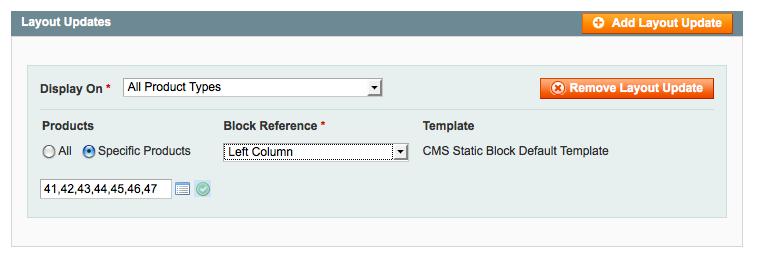 Layout Updates Add Layout Update
Display On * All Product Types Remove Layout Update
Products Block Reference * Template
All Specific Products Left Column CMS Static Block Default Template
41,42,43,44,45,46,47